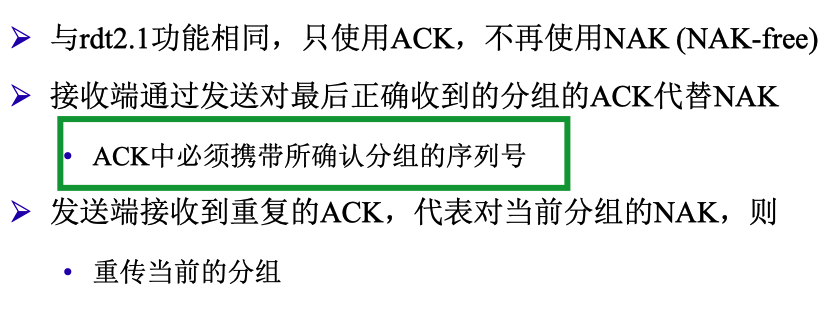 与rdt2.1功能相同，只使用ACK，不再使用NAK (NAK-free)
接收端通过发送对最后正确收到的分组的ACK代替NAK
ACK中必须携带所确认分组的序列号
发送端接收到重复的ACK，代表对当前分组的NAK，则
重传当前的分组